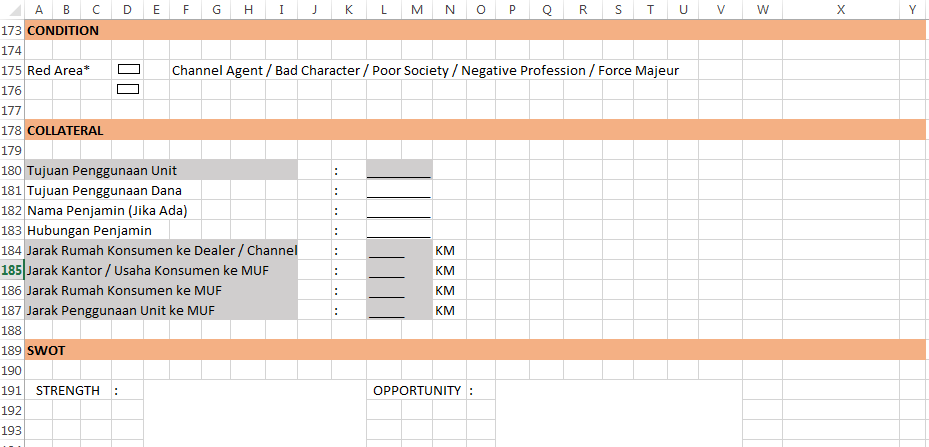 A B C D E F G H I J K L M N O P Q R S T U V W X Y
173 CONDITION
174
175 Red Area* Channel Agent / Bad Character / Poor Society / Negative Profession / Force Majeur
176
177
178 COLLATERAL
179
180 Tujuan Penggunaan Unit : _________
181 Tujuan Penggunaan Dana : _________
182 Nama Penjamin (Jika Ada) : _________
183 Hubungan Penjamin : _________
184 Jarak Rumah Konsumen ke Dealer / Channel : _____ KM
185 Jarak Kantor / Usaha Konsumen ke MUF : _____ KM
186 Jarak Rumah Konsumen ke MUF : _____ KM
187 Jarak Penggunaan Unit ke MUF : _____ KM
188
189 SWOT
190
191 STRENGTH : OPPORTUNITY :
192
193